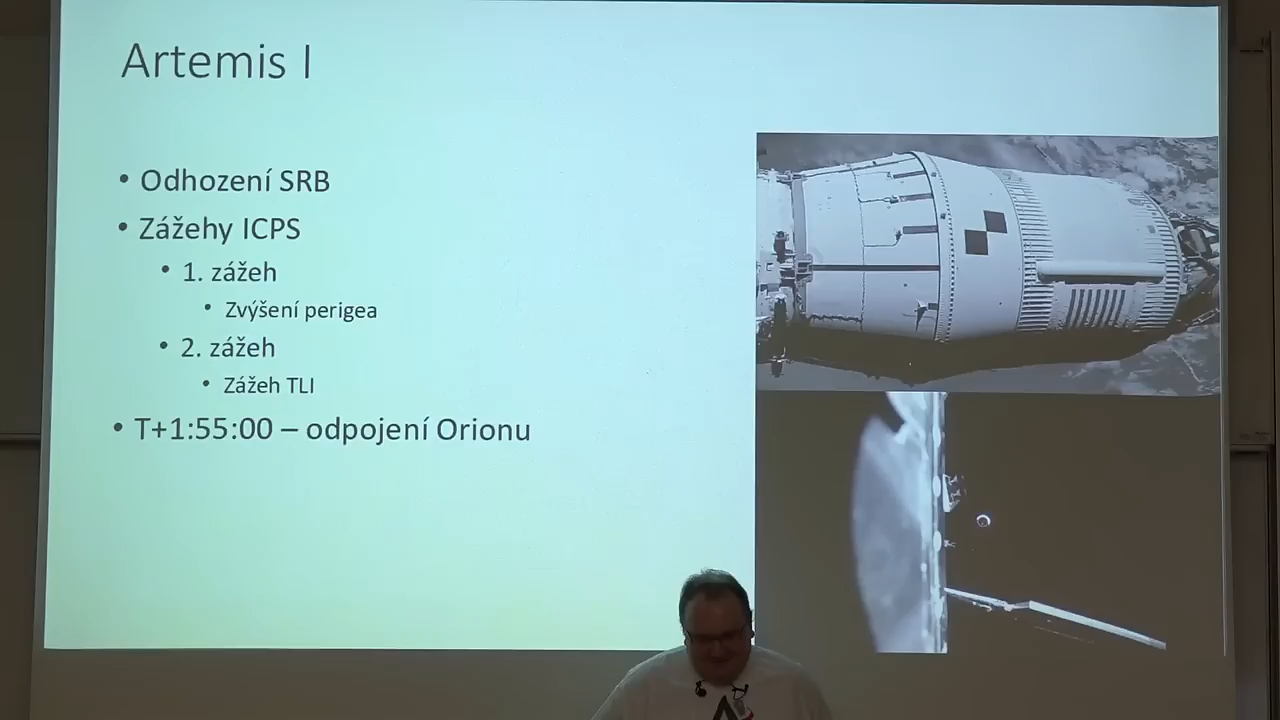 Artemis I
• Odhození SRB
• Zážehy ICPS
• 1. zážeh
• Zvýšení perigea
• 2. zážeh
• Zážeh TLI
• T+1:55:00 – odpojení Orionu